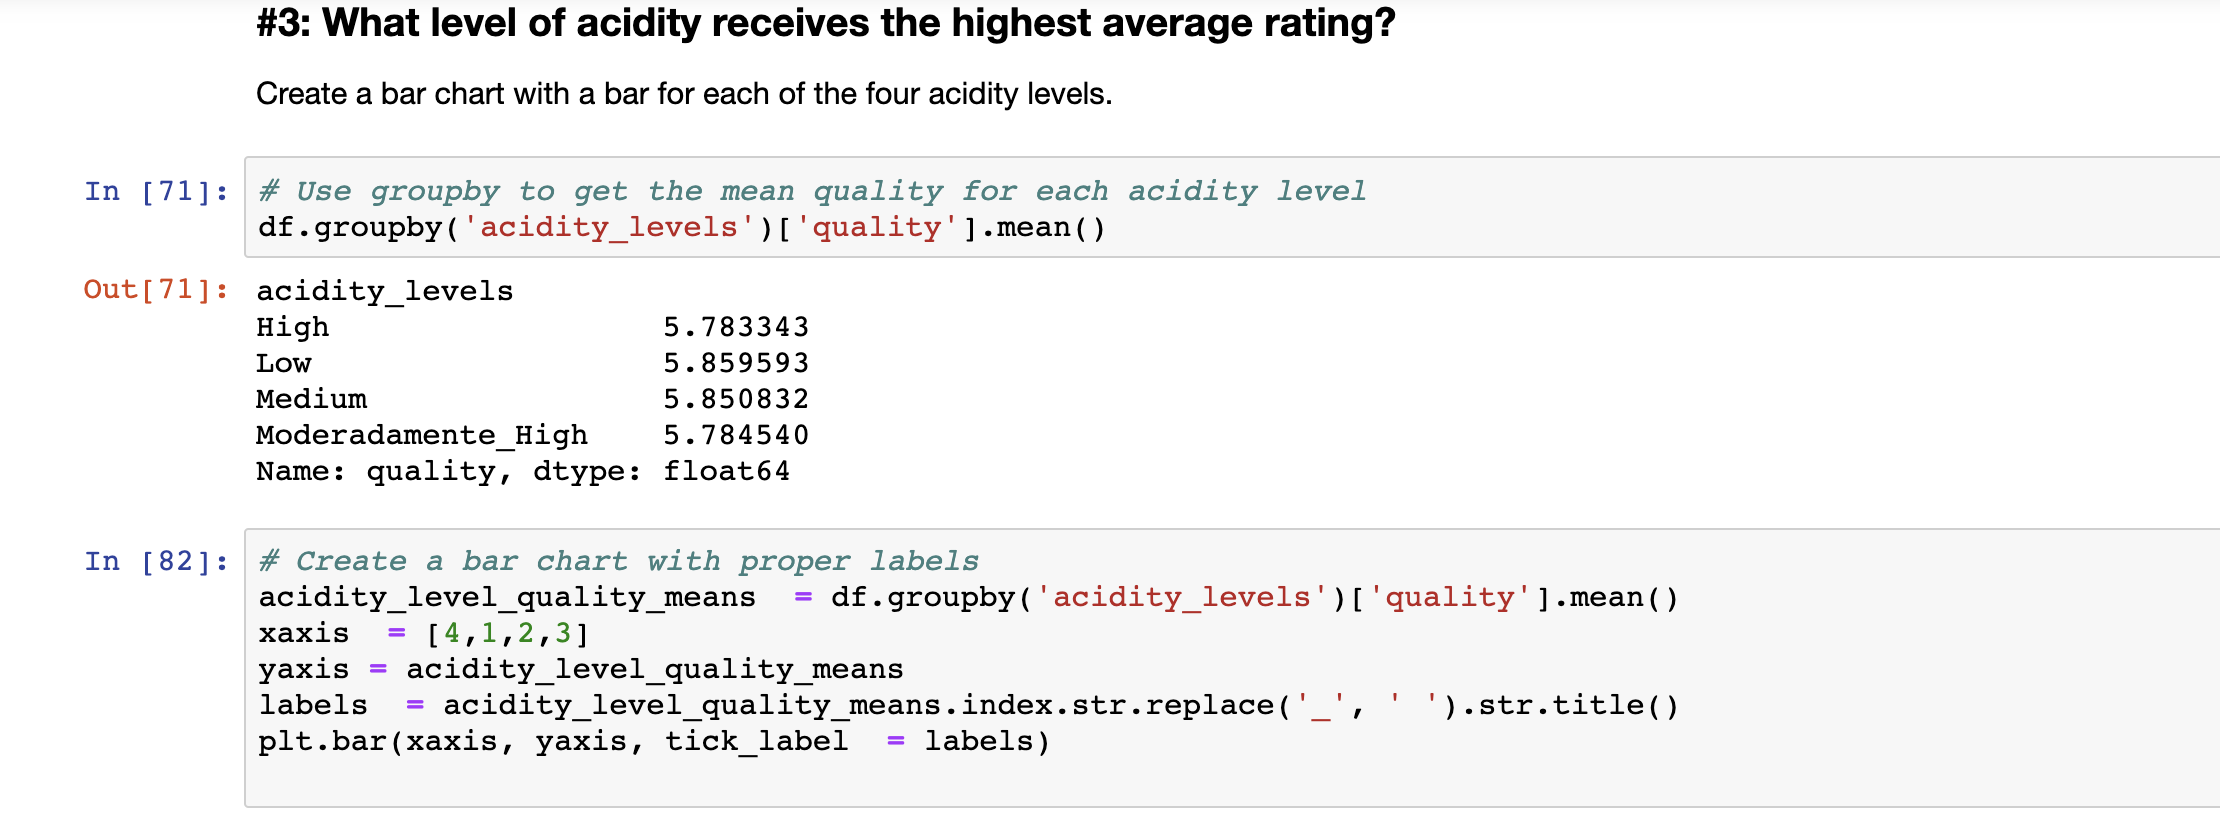 #3: What level of acidity receives the highest average rating?
Create a bar chart with a bar for each of the four acidity levels.
In [71]: # Use groupby to get the mean quality for each acidity level
df.groupby('acidity_levels')['quality'].mean()
Out[71]: acidity_levels
High 5.783343
Low 5.859593
Medium 5.850832
Moderadamente_High 5.784540
Name: quality, dtype: float64
In [82]: # Create a bar chart with proper labels
acidity_level_quality_means = df.groupby('acidity_levels')['quality'].mean()
xaxis = [4,1,2,3]
yaxis = acidity_level_quality_means
labels = acidity_level_quality_means.index.str.replace('_', ' ').str.title()
plt.bar(xaxis, yaxis, tick_label = labels)